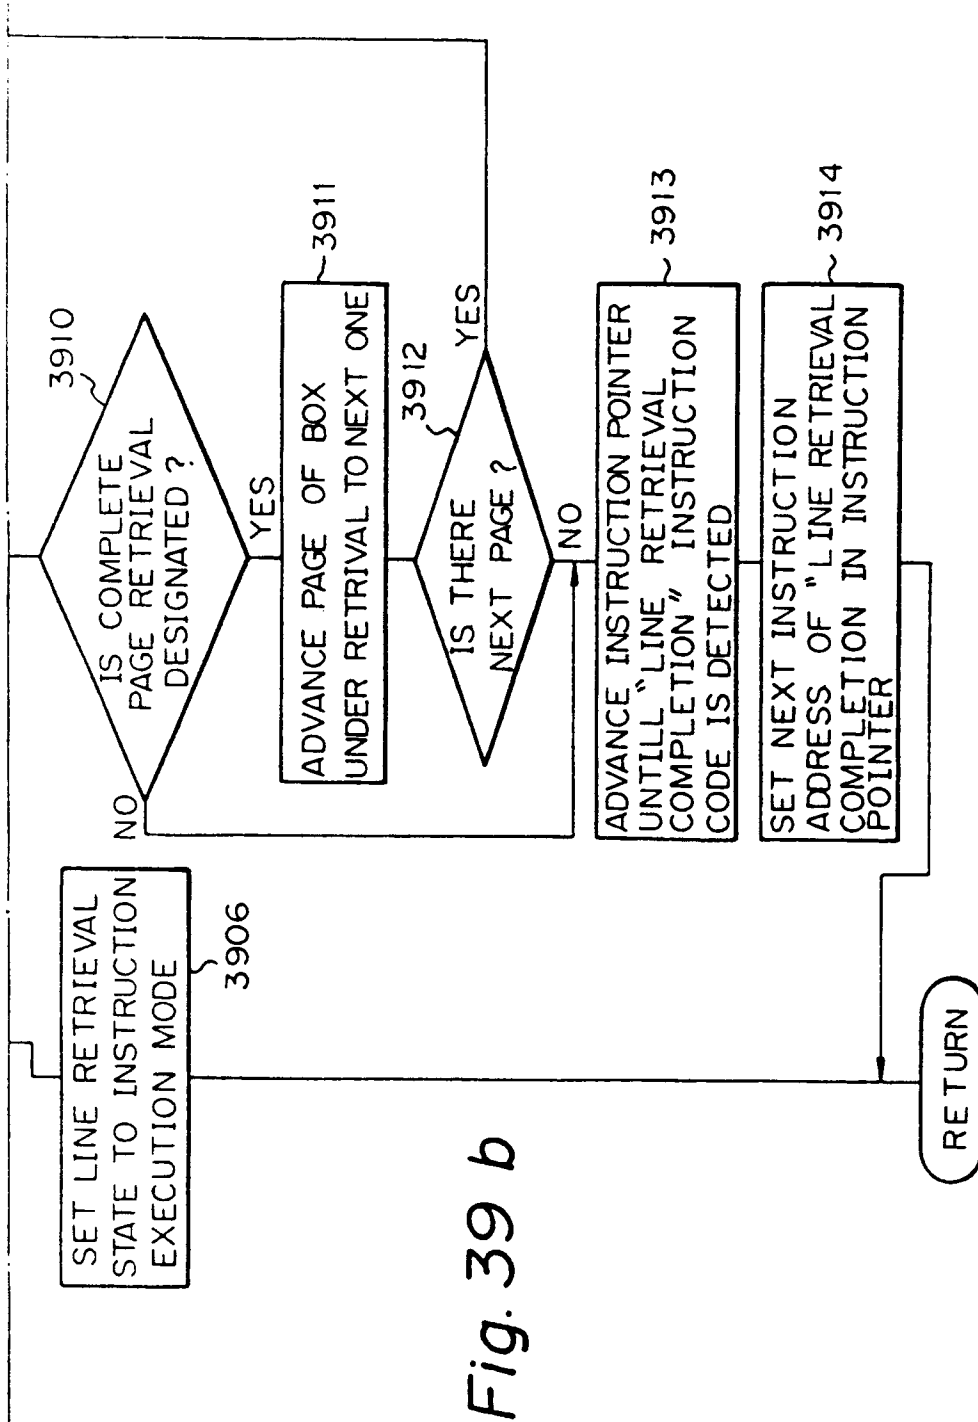 SET LINE RETRIEVAL
STATE TO INSTRUCTION
EXECUTION MODE
3906
NO
IS COMPLETE
PAGE RETRIEVAL
DESIGNATED ?
3910
YES
ADVANCE PAGE OF BOX
UNDER RETRIVAL TO NEXT ONE
3911
IS THERE
NEXT PAGE ?
3912
YES
NO
ADVANCE INSTRUCTION POINTER
UNTILL "LINE RETRIEVAL
COMPLETION" INSTRUCTION
CODE IS DETECTED
3913
SET NEXT INSTRUCTION
ADDRESS OF "LINE RETRIEVAL
COMPLETION IN INSTRUCTION
POINTER
3914
RETURN
Fig. 39 b